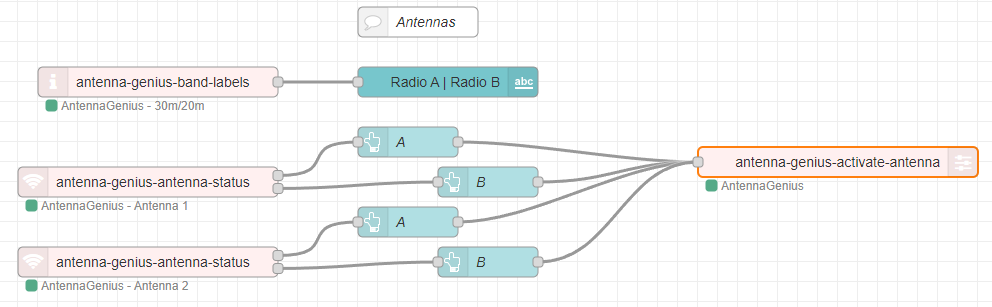 Antennas
antenna-genius-band-labels
Radio A | Radio B
abc
AntennaGenius - 30m/20m
A
antenna-genius-activate-antenna
antenna-genius-antenna-status
B
AntennaGenius
AntennaGenius - Antenna 1
A
antenna-genius-antenna-status
B
AntennaGenius - Antenna 2